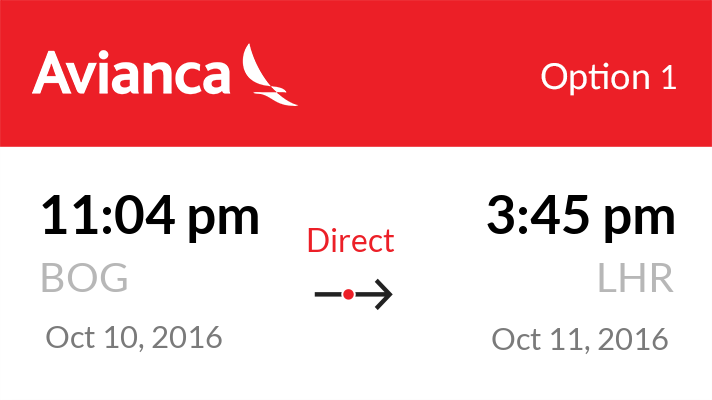 Avianca
Option 1
11:04 pm
Direct
3:45 pm
BOG
LHR
Oct 10, 2016
Oct 11, 2016